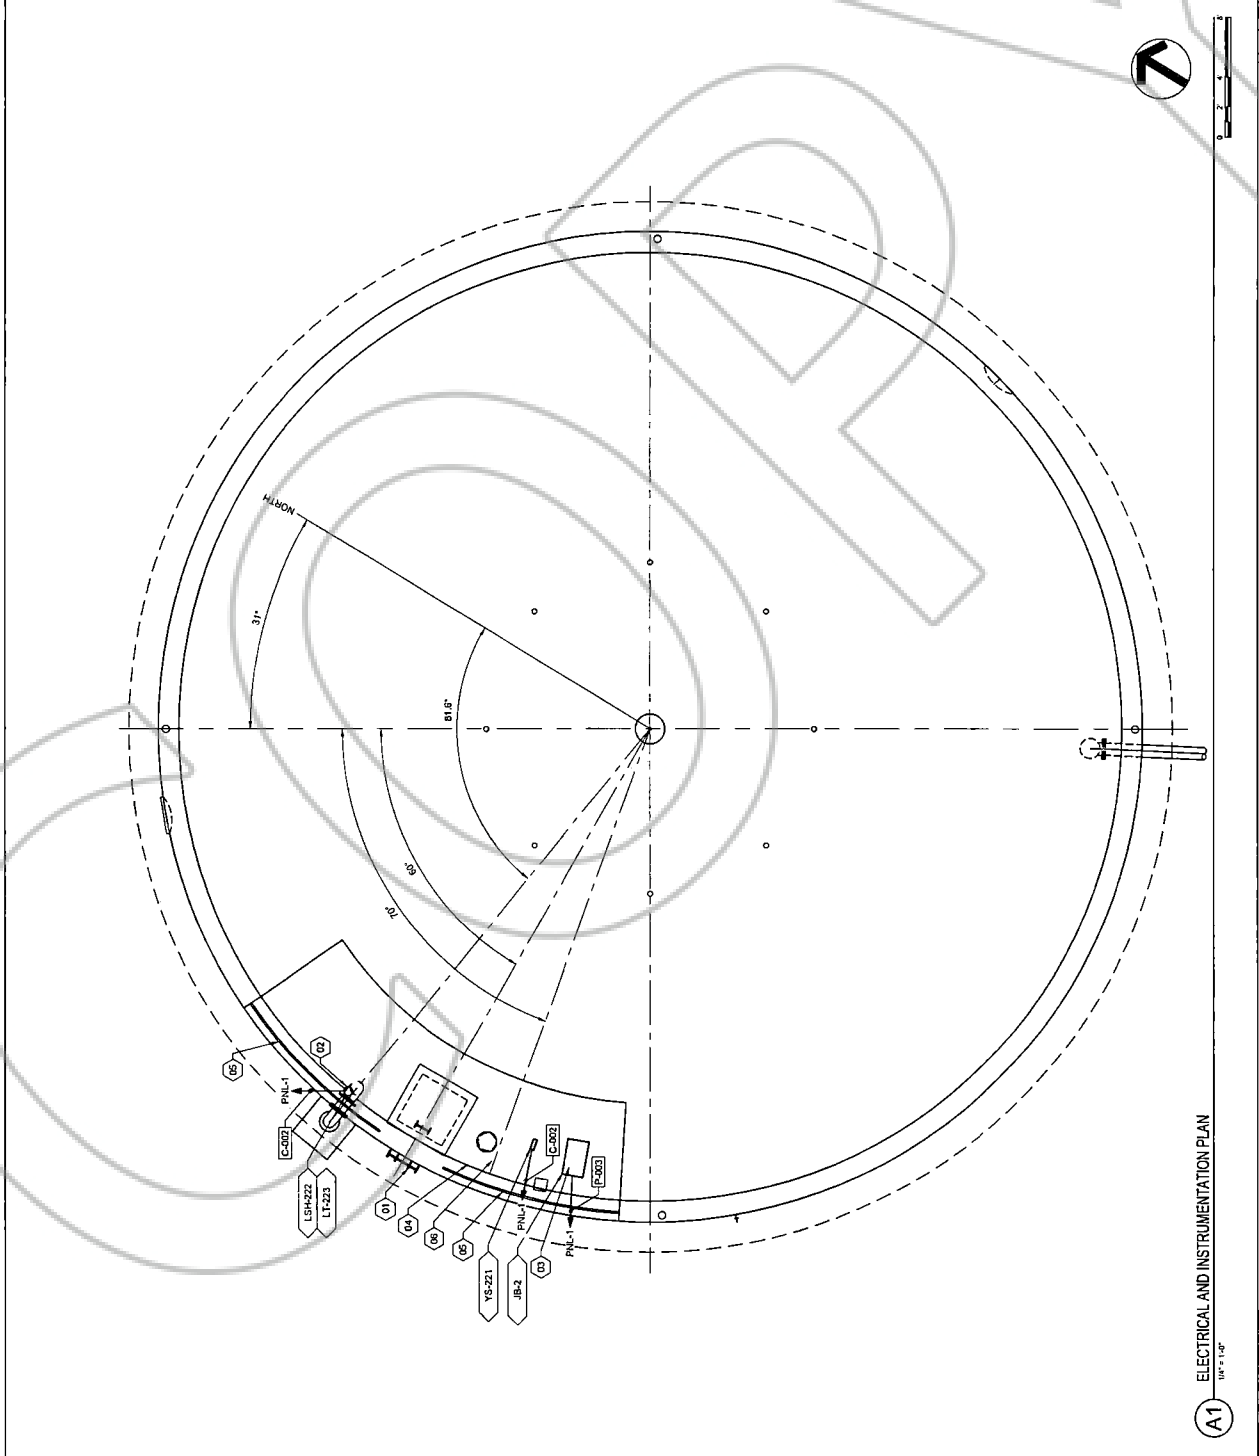 NORTH
31°
81.6°
60°
70°
05
02
PNL-1
C-002
LSH-222
LT-223
01
04
06
05
YS-221
PNL-1
C-002
JB-2
03
PNL-1
P-003
A1
ELECTRICAL AND INSTRUMENTATION PLAN
1/4" = 1'-0"
0 2 4 8
COPY